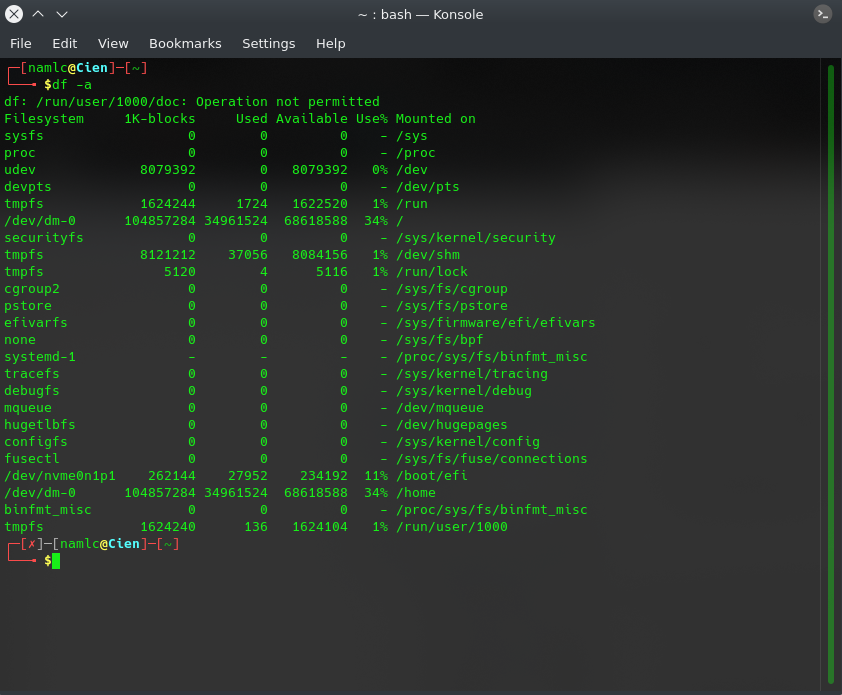 ~ : bash — Konsole
File Edit View Bookmarks Settings Help
┌─[namlc@Cien]─[~]
└──╼ $df -a
df: /run/user/1000/doc: Operation not permitted
Filesystem 1K-blocks Used Available Use% Mounted on
sysfs 0 0 0 - /sys
proc 0 0 0 - /proc
udev 8079392 0 8079392 0% /dev
devpts 0 0 0 - /dev/pts
tmpfs 1624244 1724 1622520 1% /run
/dev/dm-0 104857284 34961524 68618588 34% /
securityfs 0 0 0 - /sys/kernel/security
tmpfs 8121212 37056 8084156 1% /dev/shm
tmpfs 5120 4 5116 1% /run/lock
cgroup2 0 0 0 - /sys/fs/cgroup
pstore 0 0 0 - /sys/fs/pstore
efivarfs 0 0 0 - /sys/firmware/efi/efivars
none 0 0 0 - /sys/fs/bpf
systemd-1 - - - - /proc/sys/fs/binfmt_misc
tracefs 0 0 0 - /sys/kernel/tracing
debugfs 0 0 0 - /sys/kernel/debug
mqueue 0 0 0 - /dev/mqueue
hugetlbfs 0 0 0 - /dev/hugepages
configfs 0 0 0 - /sys/kernel/config
fusectl 0 0 0 - /sys/fs/fuse/connections
/dev/nvme0n1p1 262144 27952 234192 11% /boot/efi
/dev/dm-0 104857284 34961524 68618588 34% /home
binfmt_misc 0 0 0 - /proc/sys/fs/binfmt_misc
tmpfs 1624240 136 1624104 1% /run/user/1000
┌─[✗]─[namlc@Cien]─[~]
└──╼ $